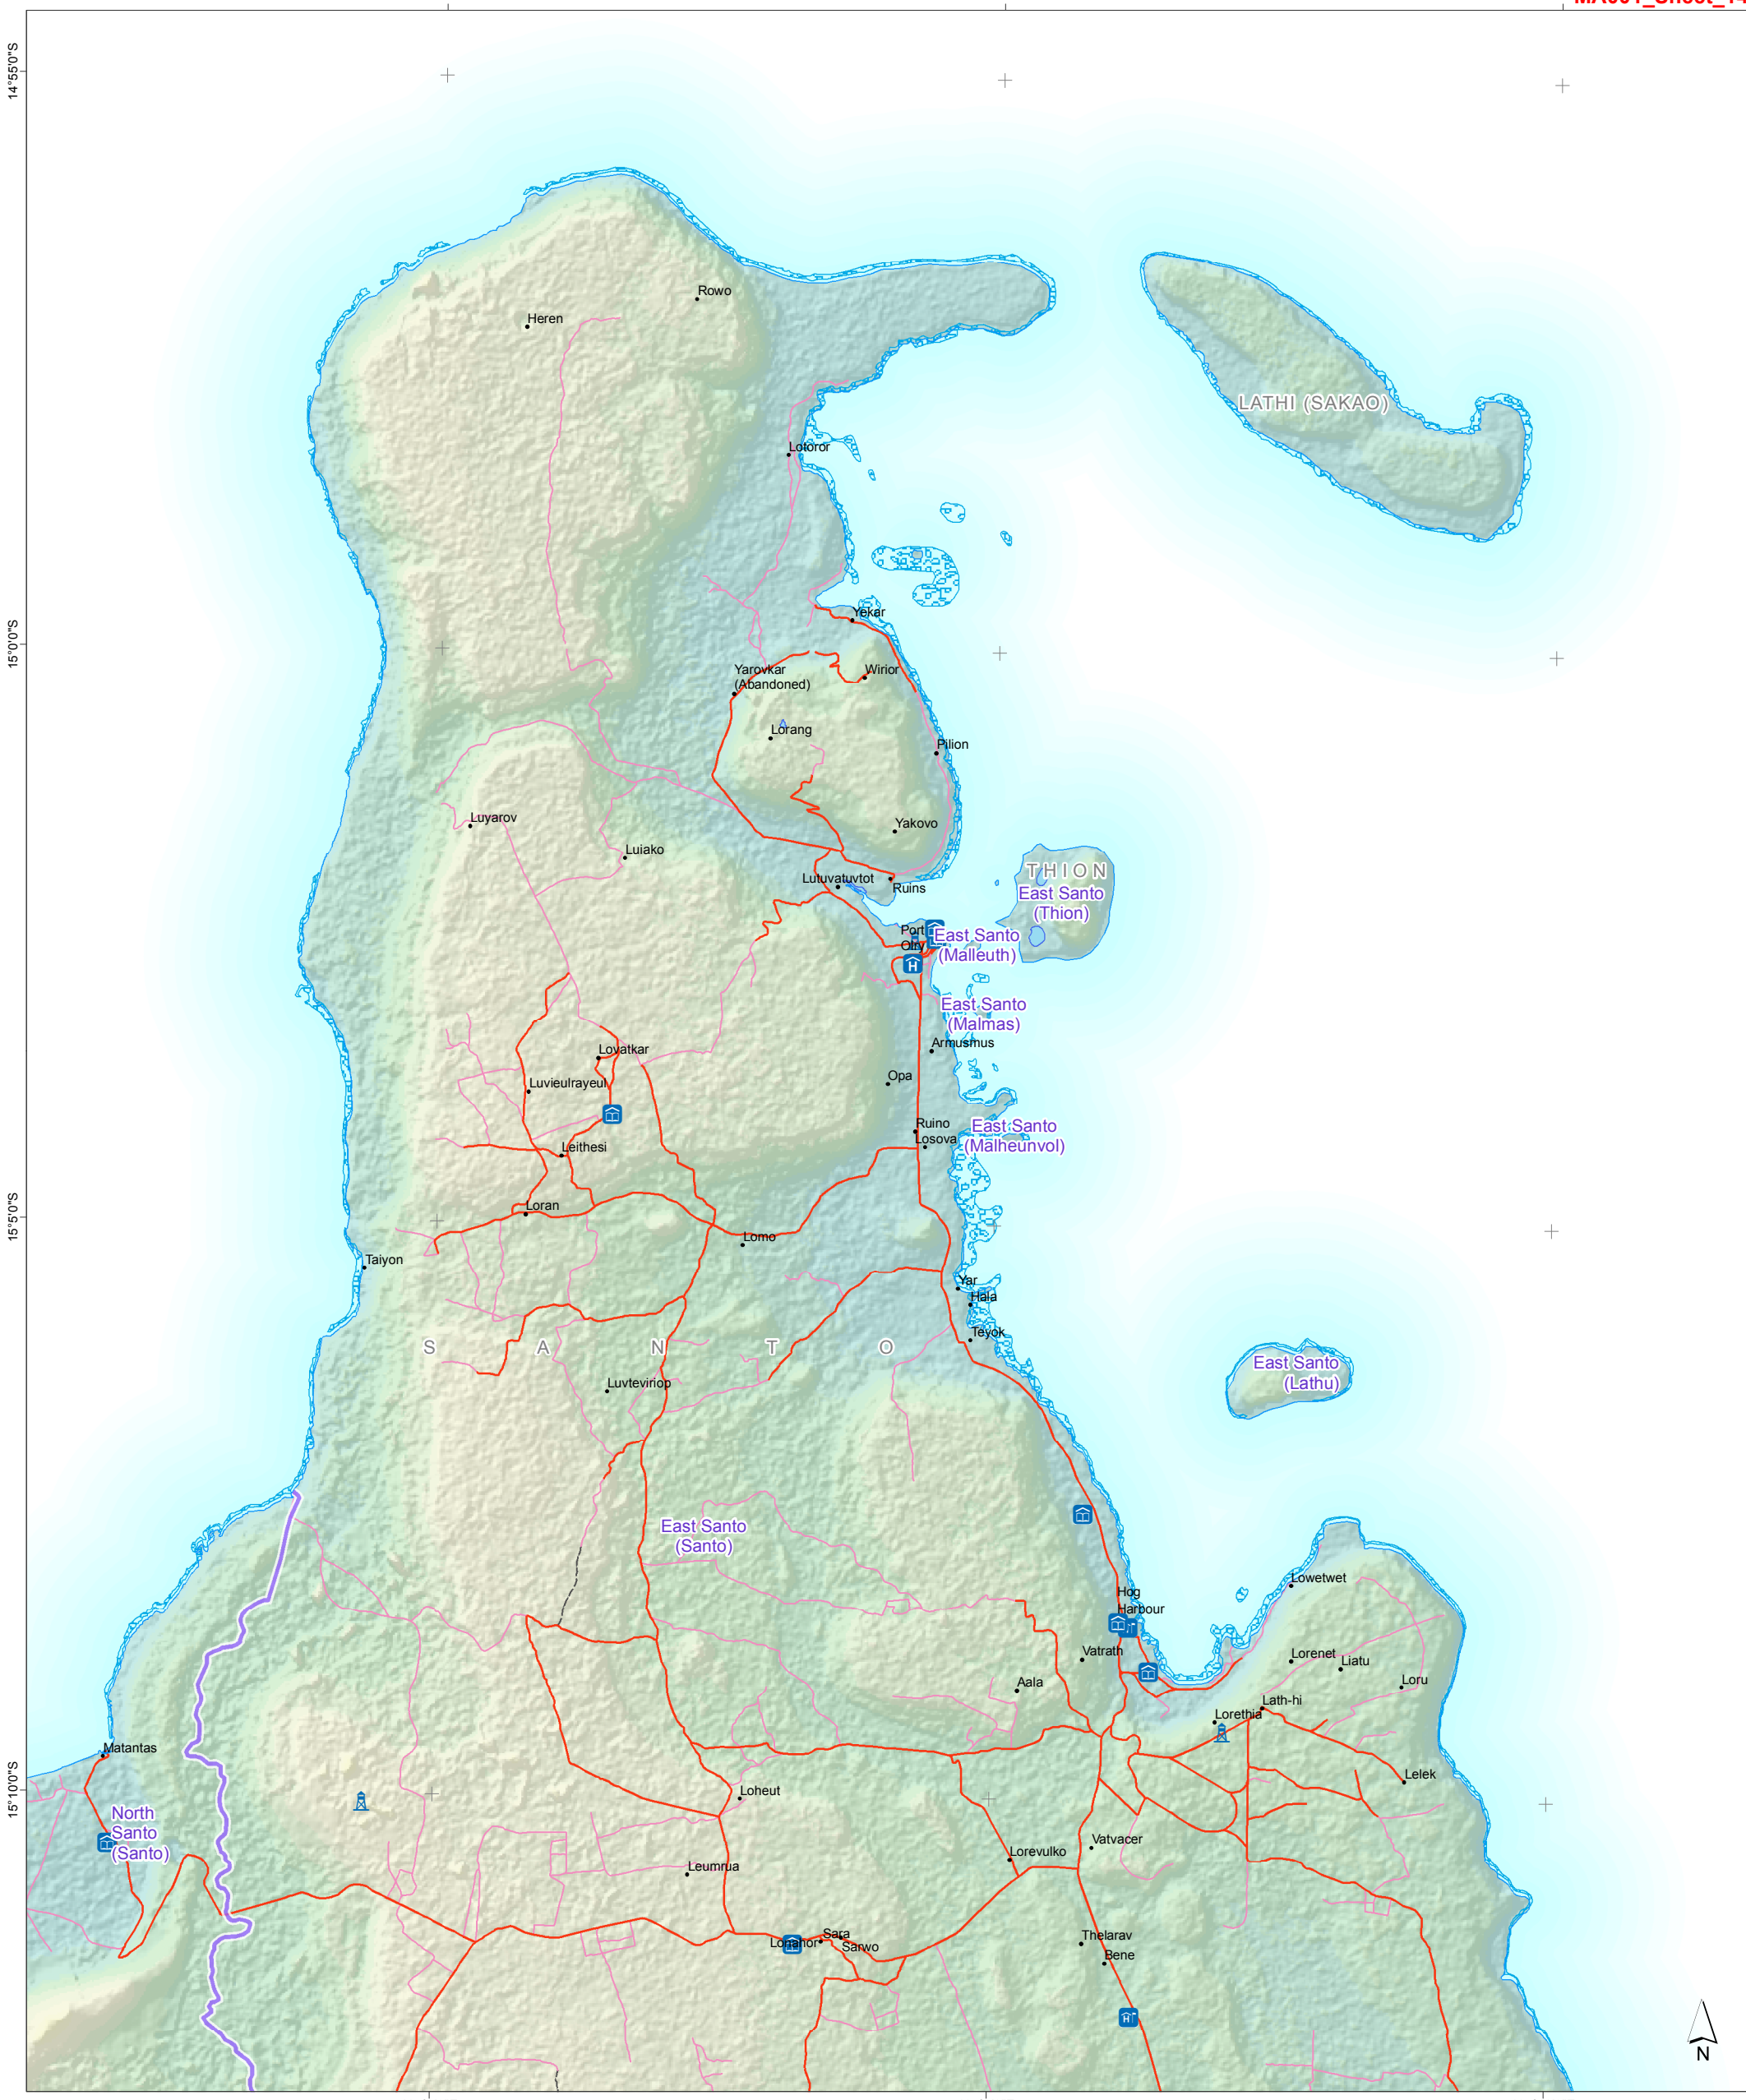 14°55'0"S
Rowo
Heren
LATHI (SAKAO)
Lotoror
Yekar
15°0'0"S
Yarovkar
(Abandoned)
Wirior
Lorang
Pilion
Luyarov
Yakovo
Luiako
THION
Lutuvatuvtot
Ruins
East Santo
(Thion)
Port
Olry
East Santo
(Malleuth)
East Santo
(Malmas)
Armusmus
Lovatkar
Opa
Luvieulrayeul
Ruino
Losova
East Santo
(Malheunvol)
Leithesi
15°5'0"S
Loran
Lomo
Taiyon
Yar
Hala
Teyok
SANTO
East Santo
(Lathu)
Luvteviriop
East Santo
(Santo)
Lowetwet
Hog
Harbour
Vatrath
Lorenet
Liatu
Aala
Loru
Lath-hi
Lorethia
Matantas
15°10'0"S
Lelek
Loheut
North
Santo
(Santo)
Vatvacer
Lorevulko
Leumrua
Sara
Lonahor
Sarwo
Thelarav
Bene
N